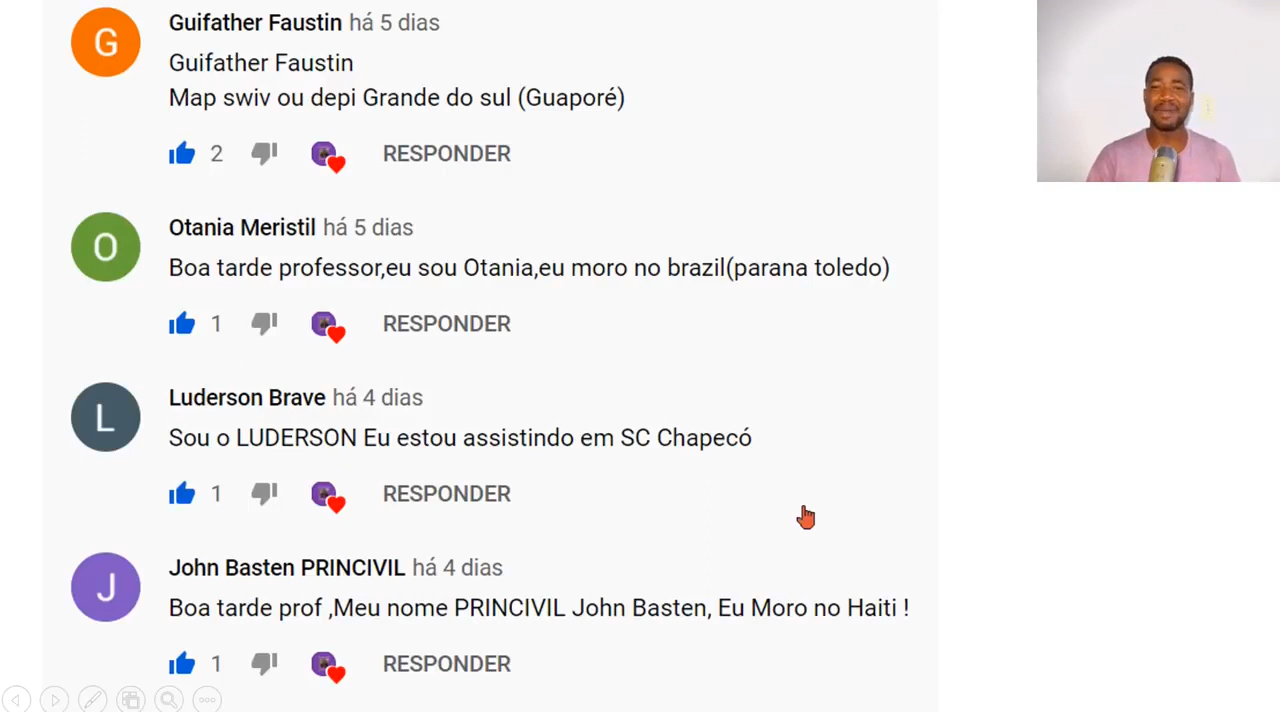 G
Guifather Faustin há 5 dias
Guifather Faustin
Map swiv ou depi Grande do sul (Guaporé)
2 RESPONDER
O
Otania Meristil há 5 dias
Boa tarde professor,eu sou Otania,eu moro no brazil(parana toledo)
1 RESPONDER
L
Luderson Brave há 4 dias
Sou o LUDERSON Eu estou assistindo em SC Chapecó
1 RESPONDER
J
John Basten PRINCIVIL há 4 dias
Boa tarde prof ,Meu nome PRINCIVIL John Basten, Eu Moro no Haiti !
1 RESPONDER